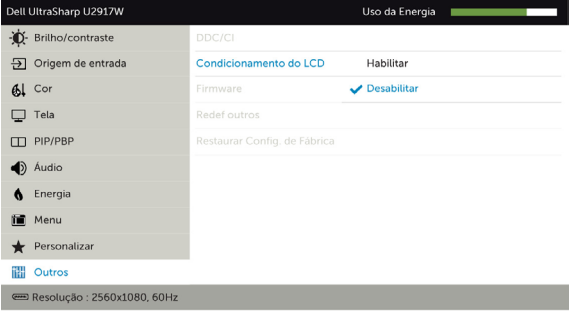 Dell UltraSharp U2917W Uso da Energia
Brilho/contraste DDC/CI
Origem de entrada Condicionamento do LCD Habilitar
Cor Firmware Desabilitar
Tela Redef outros
PIP/PBP Restaurar Config. de Fábrica
Áudio
Energia
Menu
Personalizar
Outros
Resolução : 2560x1080, 60Hz